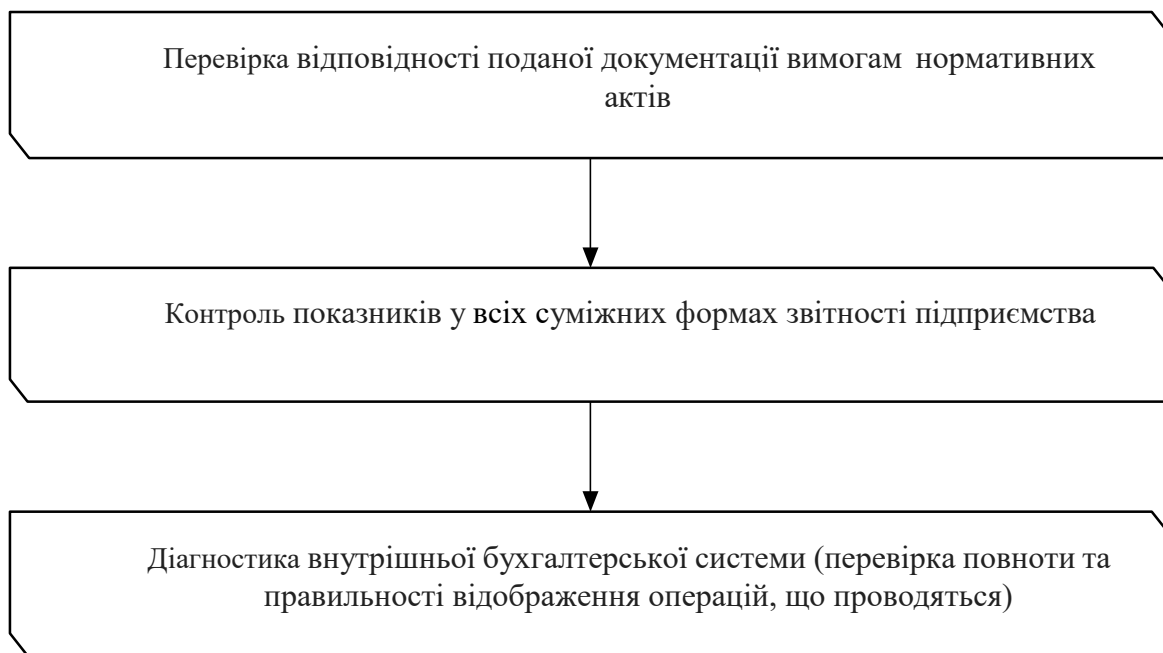 Перевірка відповідності поданої документації вимогам нормативних
актів
Контроль показників у всіх суміжних формах звітності підприємства
Діагностика внутрішньої бухгалтерської системи (перевірка повноти та
правильності відображення операцій, що проводяться)